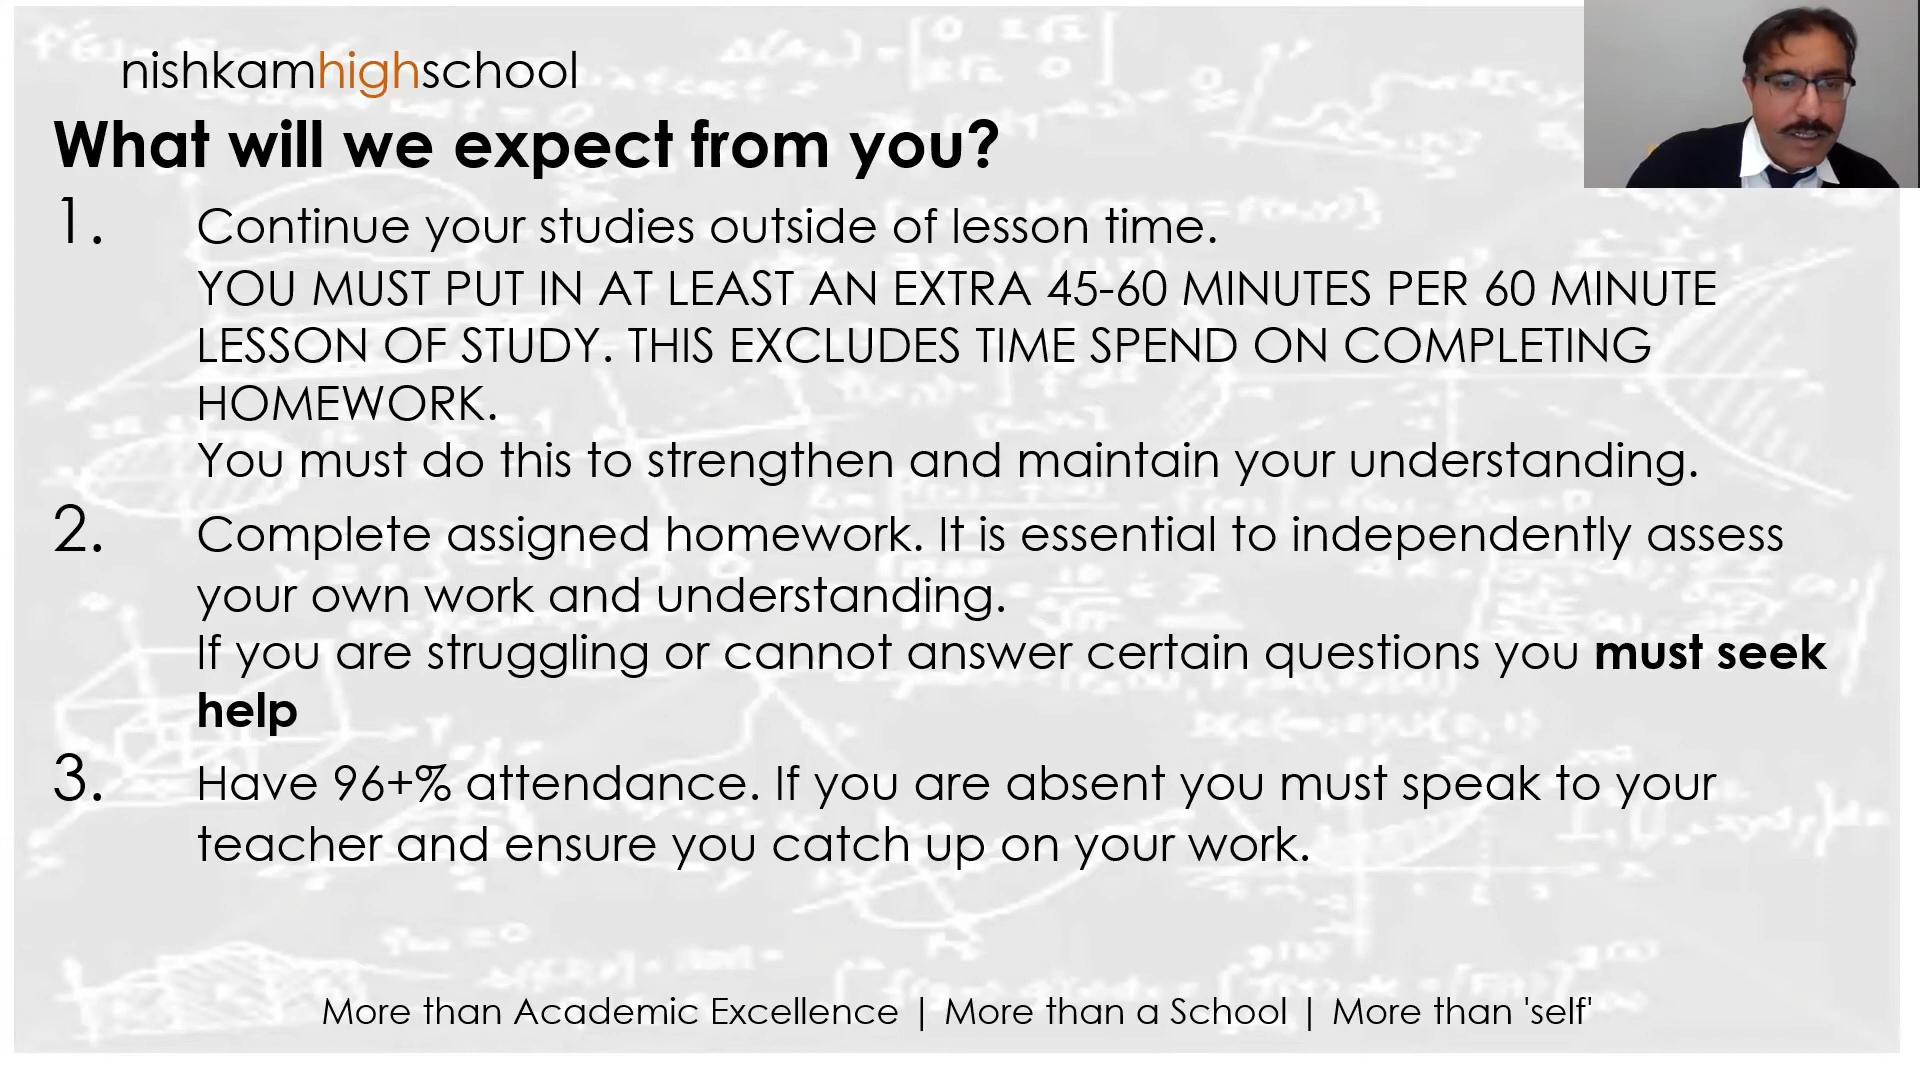 nishkamhighschool
What will we expect from you?
1. Continue your studies outside of lesson time.
YOU MUST PUT IN AT LEAST AN EXTRA 45-60 MINUTES PER 60 MINUTE
LESSON OF STUDY. THIS EXCLUDES TIME SPEND ON COMPLETING
HOMEWORK.
You must do this to strengthen and maintain your understanding.
2. Complete assigned homework. It is essential to independently assess
your own work and understanding.
If you are struggling or cannot answer certain questions you must seek
help
3. Have 96+% attendance. If you are absent you must speak to your
teacher and ensure you catch up on your work.
More than Academic Excellence | More than a School | More than 'self'